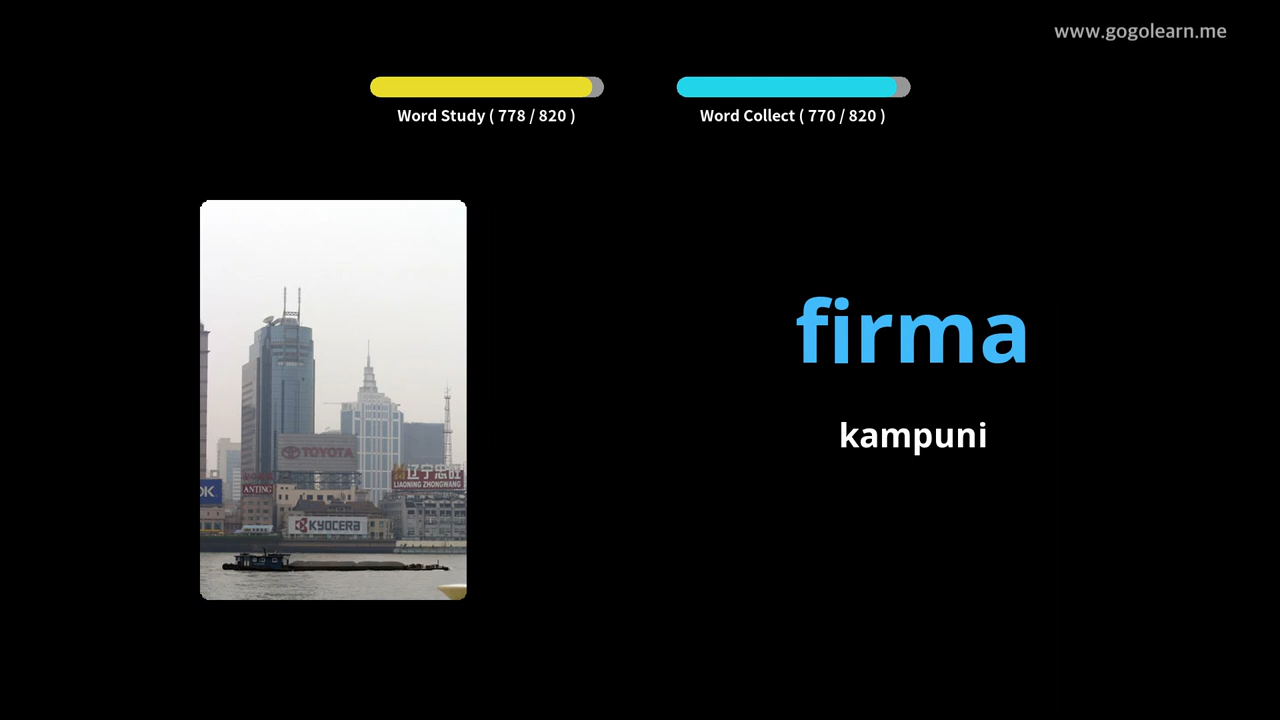 www.gogolearn.me
Word Study ( 778 / 820 )
Word Collect ( 770 / 820 )
firma
kampuni
TOYOTA
辽宁忠旺
LIAONING ZHONGWANG
OK
ANTING
KYOCERA